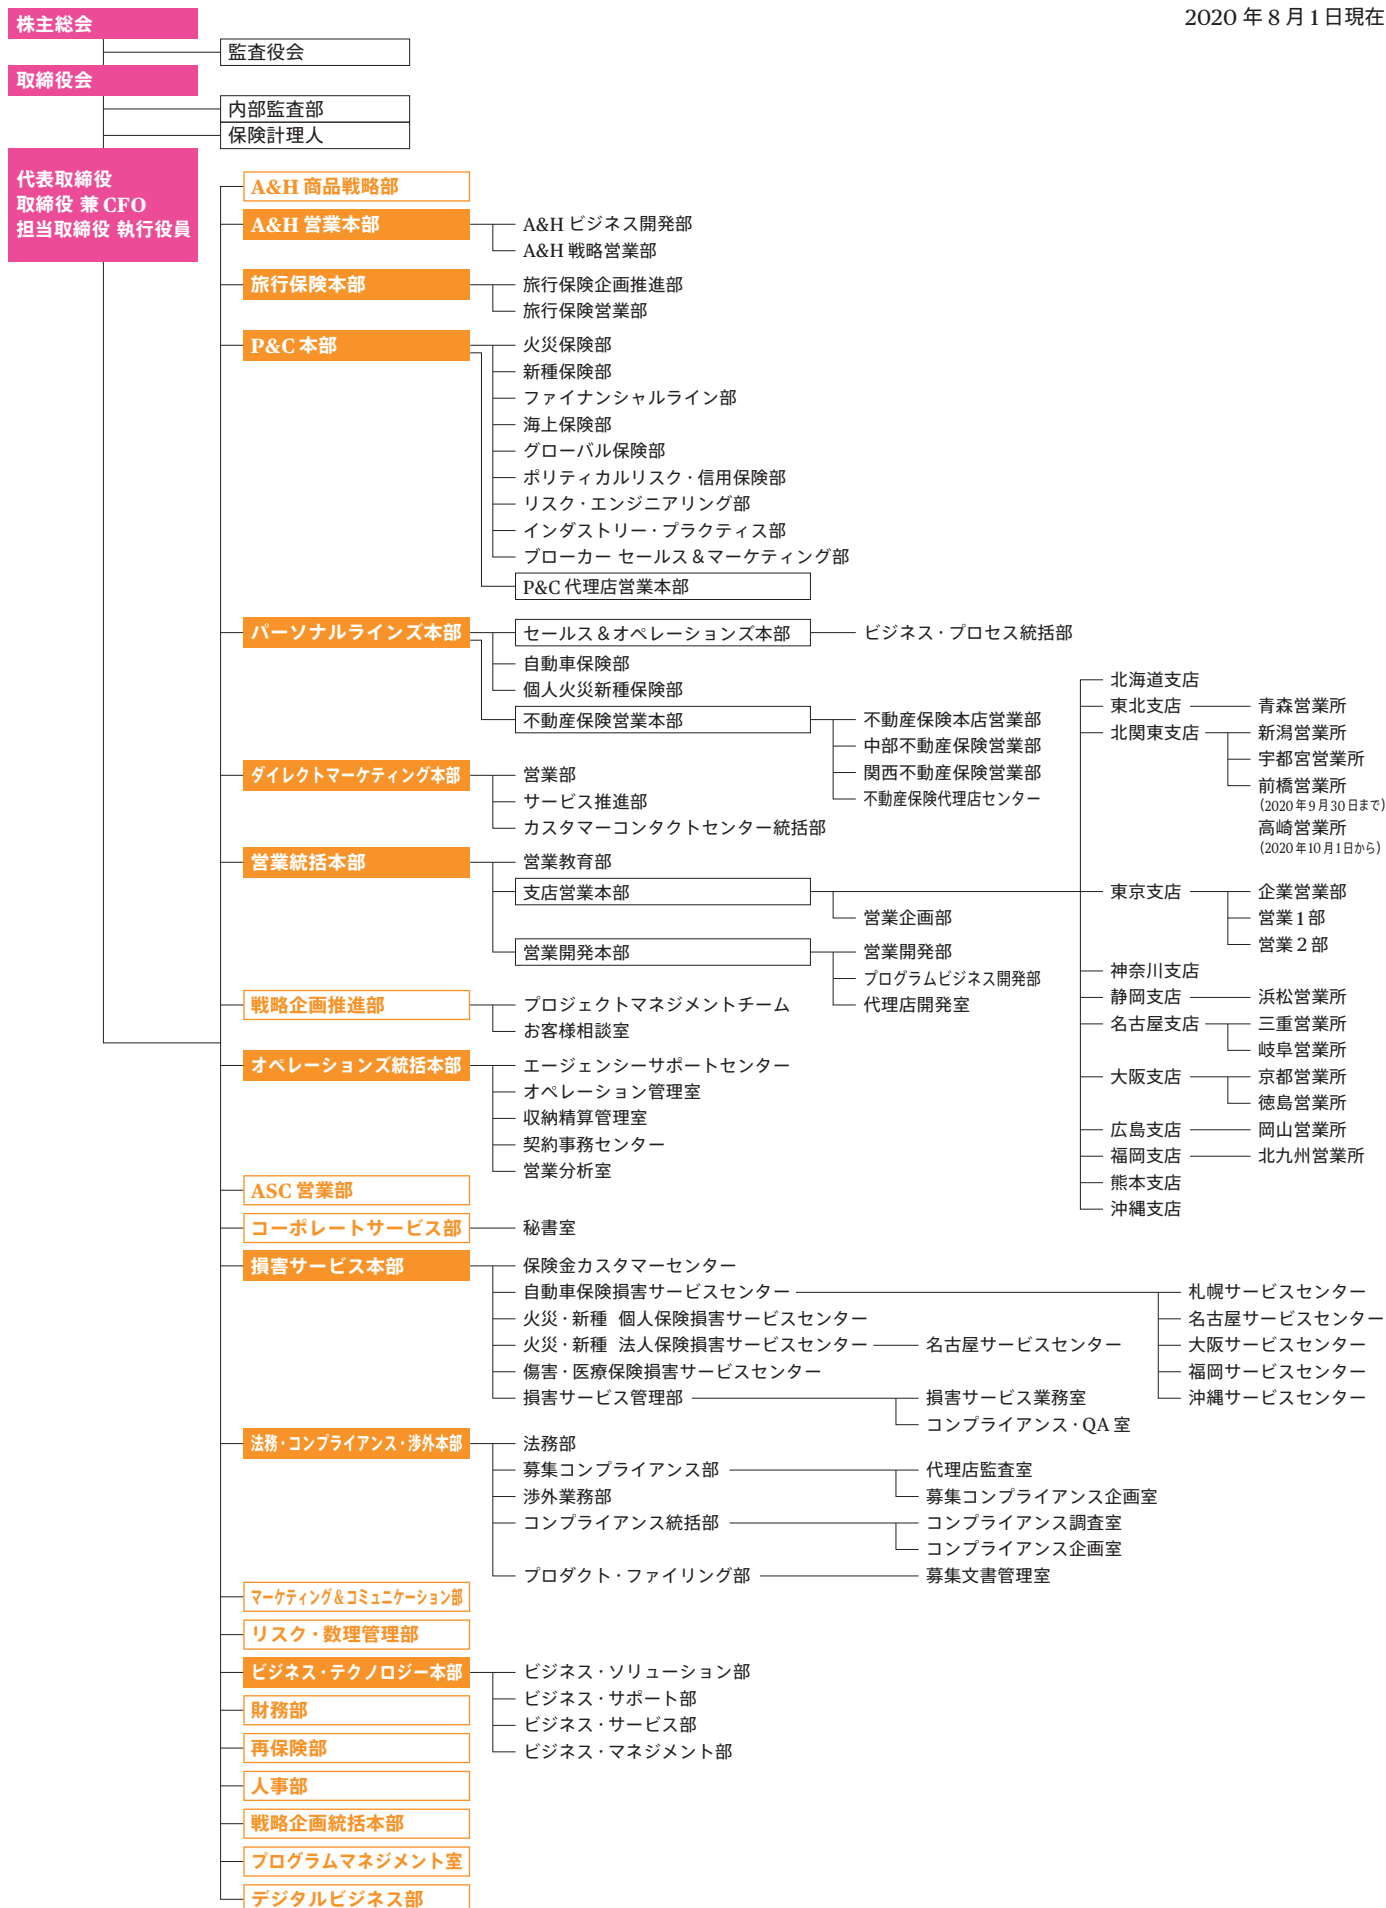 2020年8月1日現在
株主総会
監査役会
取締役会
内部監査部
保険計理人
代表取締役
取締役 兼 CFO
担当取締役 執行役員
A&H 商品戦略部
A&H 営業本部
A&H ビジネス開発部
A&H 戦略営業部
旅行保険本部
旅行保険企画推進部
旅行保険営業部
P&C 本部
火災保険部
新種保険部
ファイナンシャルライン部
海上保険部
グローバル保険部
ポリティカルリスク・信用保険部
リスク・エンジニアリング部
インダストリー・プラクティス部
ブローカー セールス&マーケティング部
P&C 代理店営業本部
パーソナルラインズ本部
セールス&オペレーションズ本部
ビジネス・プロセス統括部
自動車保険部
個人火災新種保険部
不動産保険営業本部
不動産保険本店営業部
中部不動産保険営業部
関西不動産保険営業部
不動産保険代理店センター
ダイレクトマーケティング本部
営業部
サービス推進部
カスタマーコンタクトセンター統括部
営業統括本部
営業教育部
支店営業本部
営業企画部
北海道支店
東北支店
青森営業所
北関東支店
新潟営業所
宇都宮営業所
前橋営業所
(2020年9月30日まで)
高崎営業所
(2020年10月1日から)
東京支店
企業営業部
営業1部
営業2部
神奈川支店
静岡支店
浜松営業所
名古屋支店
三重営業所
岐阜営業所
大阪支店
京都営業所
徳島営業所
広島支店
岡山営業所
福岡支店
北九州営業所
熊本支店
沖縄支店
営業開発本部
営業開発部
プログラムビジネス開発部
代理店開発室
戦略企画推進部
プロジェクトマネジメントチーム
お客様相談室
オペレーションズ統括本部
エージェンシーサポートセンター
オペレーション管理室
収納精算管理室
契約事務センター
営業分析室
ASC 営業部
コーポレートサービス部
秘書室
損害サービス本部
保険金カスタマーセンター
自動車保険損害サービスセンター
札幌サービスセンター
名古屋サービスセンター
大阪サービスセンター
福岡サービスセンター
沖縄サービスセンター
火災・新種 個人保険損害サービスセンター
火災・新種 法人保険損害サービスセンター
名古屋サービスセンター
傷害・医療保険損害サービスセンター
損害サービス管理部
損害サービス業務室
コンプライアンス・QA 室
法務・コンプライアンス・渉外本部
法務部
募集コンプライアンス部
代理店監査室
募集コンプライアンス企画室
渉外業務部
コンプライアンス統括部
コンプライアンス調査室
コンプライアンス企画室
プロダクト・ファイリング部
募集文書管理室
マーケティング&コミュニケーション部
リスク・数理管理部
ビジネス・テクノロジー本部
ビジネス・ソリューション部
ビジネス・サポート部
ビジネス・サービス部
ビジネス・マネジメント部
財務部
再保険部
人事部
戦略企画統括本部
プログラムマネジメント室
デジタルビジネス部